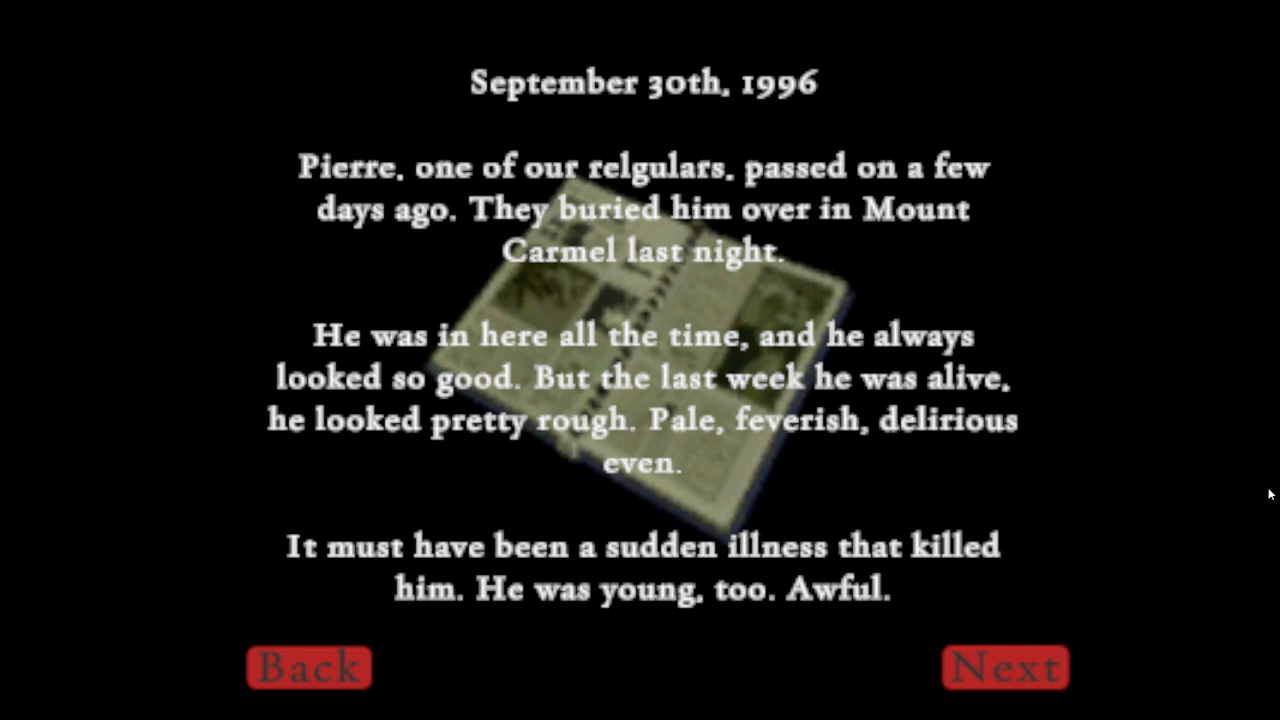 September 30th, 1996
Pierre, one of our relgulars, passed on a few
days ago. They buried him over in Mount
Carmel last night.
He was in here all the time, and he always
looked so good. But the last week he was alive,
he looked pretty rough. Pale, feverish, delirious
even.
It must have been a sudden illness that killed
him. He was young, too. Awful.
Back
Next